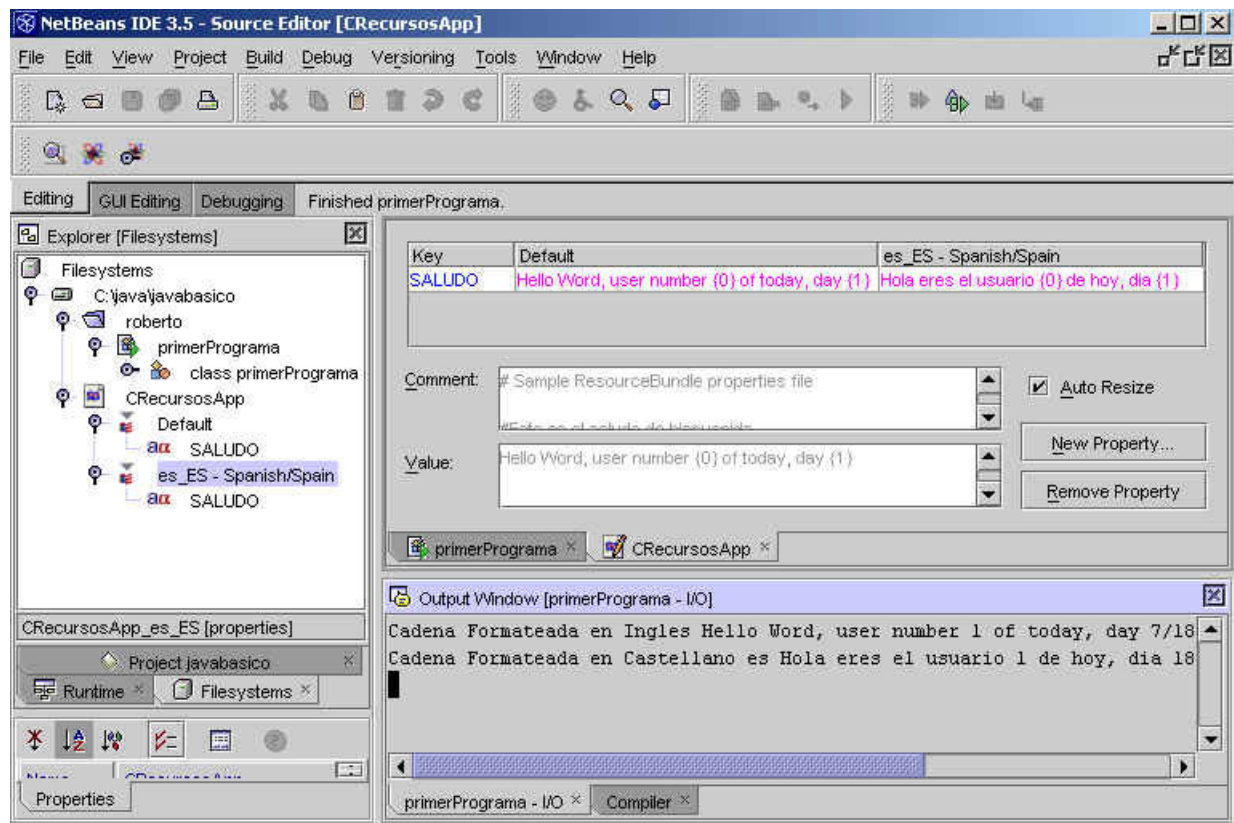 NetBeans IDE 3.5 - Source Editor [CRecursosApp]
File Edit View Project Build Debug Versioning Tools Window Help
Editing GUI Editing Debugging Finished primerPrograma.
Explorer [Filesystems]
Filesystems
C:\java\javabasico
roberto
primerPrograma
class primerPrograma
CRecursosApp
Default
aα SALUDO
es_ES - Spanish/Spain
aα SALUDO
CRecursosApp_es_ES [properties]
Project javabasico
Runtime Filesystems
Properties
Key Default es_ES - Spanish/Spain
SALUDO Hello Word, user number {0} of today, day {1} Hola eres el usuario {0} de hoy, dia {1}
Comment: # Sample ResourceBundle properties file
Auto Resize
Value: Hello Word, user number {0} of today, day {1}
New Property...
Remove Property
primerPrograma CRecursosApp
Output Window [primerPrograma - I/O]
Cadena Formateada en Ingles Hello Word, user number 1 of today, day 7/18
Cadena Formateada en Castellano es Hola eres el usuario 1 de hoy, dia 18
primerPrograma - I/O Compiler